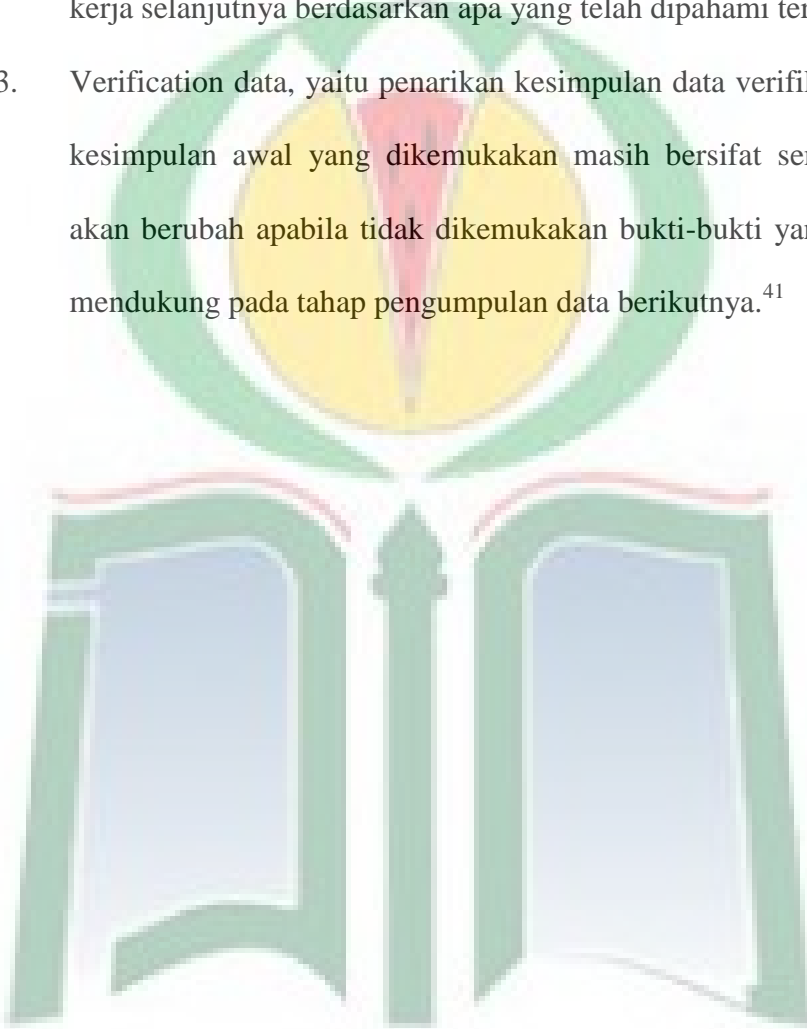 kerja selanjutnya berdasarkan apa yang telah dipahami
3. Verification data, yaitu penarikan kesimpulan data
kesimpulan awal yang dikemukakan masih bersifat
akan berubah apabila tidak dikemukakan bukti-bukti
mendukung pada tahap pengumpulan data berikutnya.41